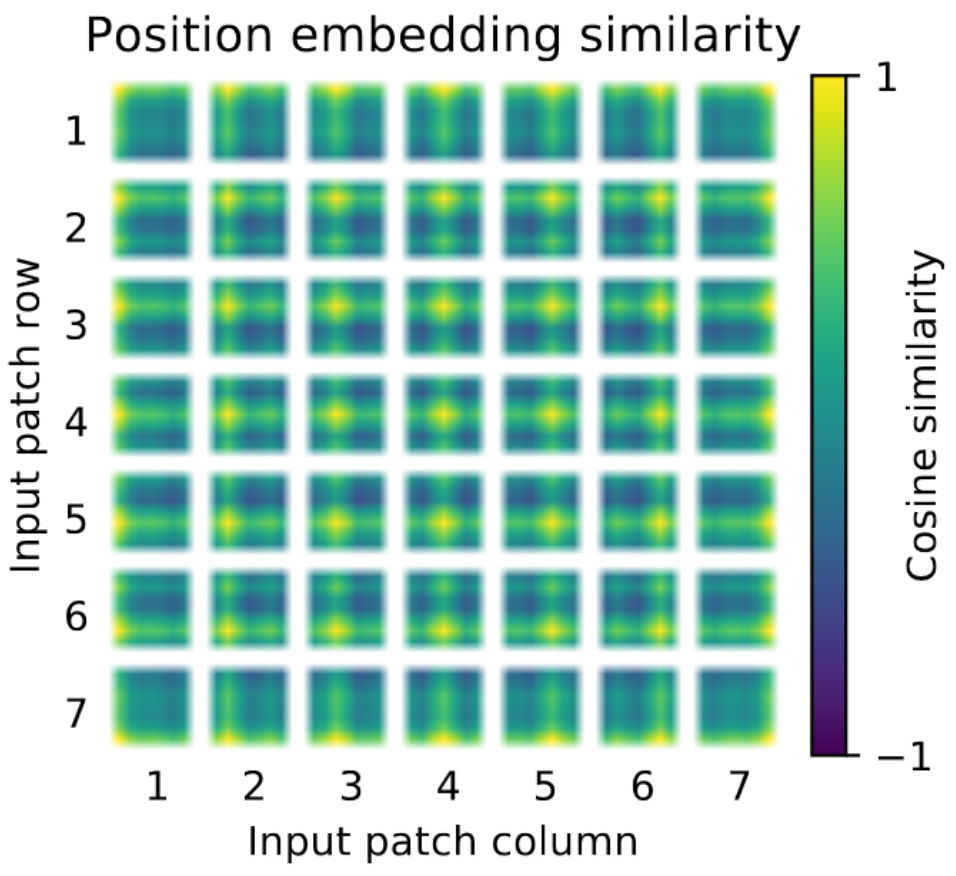 Position embedding similarity
1
1
2
3
4
5
6
7
Input patch row
Cosine similarity
−1
1 2 3 4 5 6 7
Input patch column